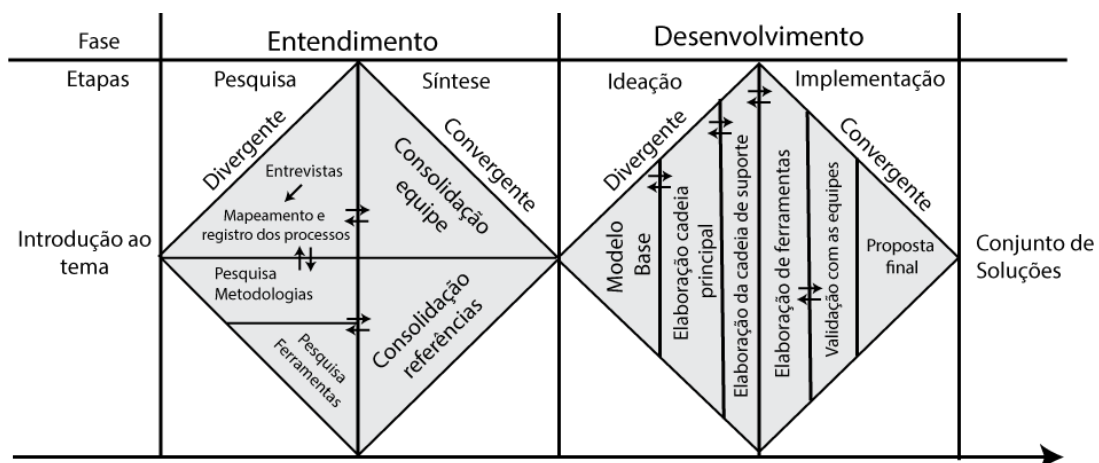 Fase
Entendimento
Desenvolvimento
Etapas
Pesquisa
Síntese
Ideação
Implementação
Introdução ao
tema
Divergente
Entrevistas
Mapeamento e
registro dos processos
Pesquisa
Metodologias
Pesquisa
Ferramentas
Convergente
Consolidação
equipe
Consolidação
referências
Divergente
Modelo
Base
Elaboração cadeia
principal
Elaboração da cadeia de suporte
Convergente
Elaboração de ferramentas
Validação com as equipes
Proposta
final
Conjunto de
Soluções